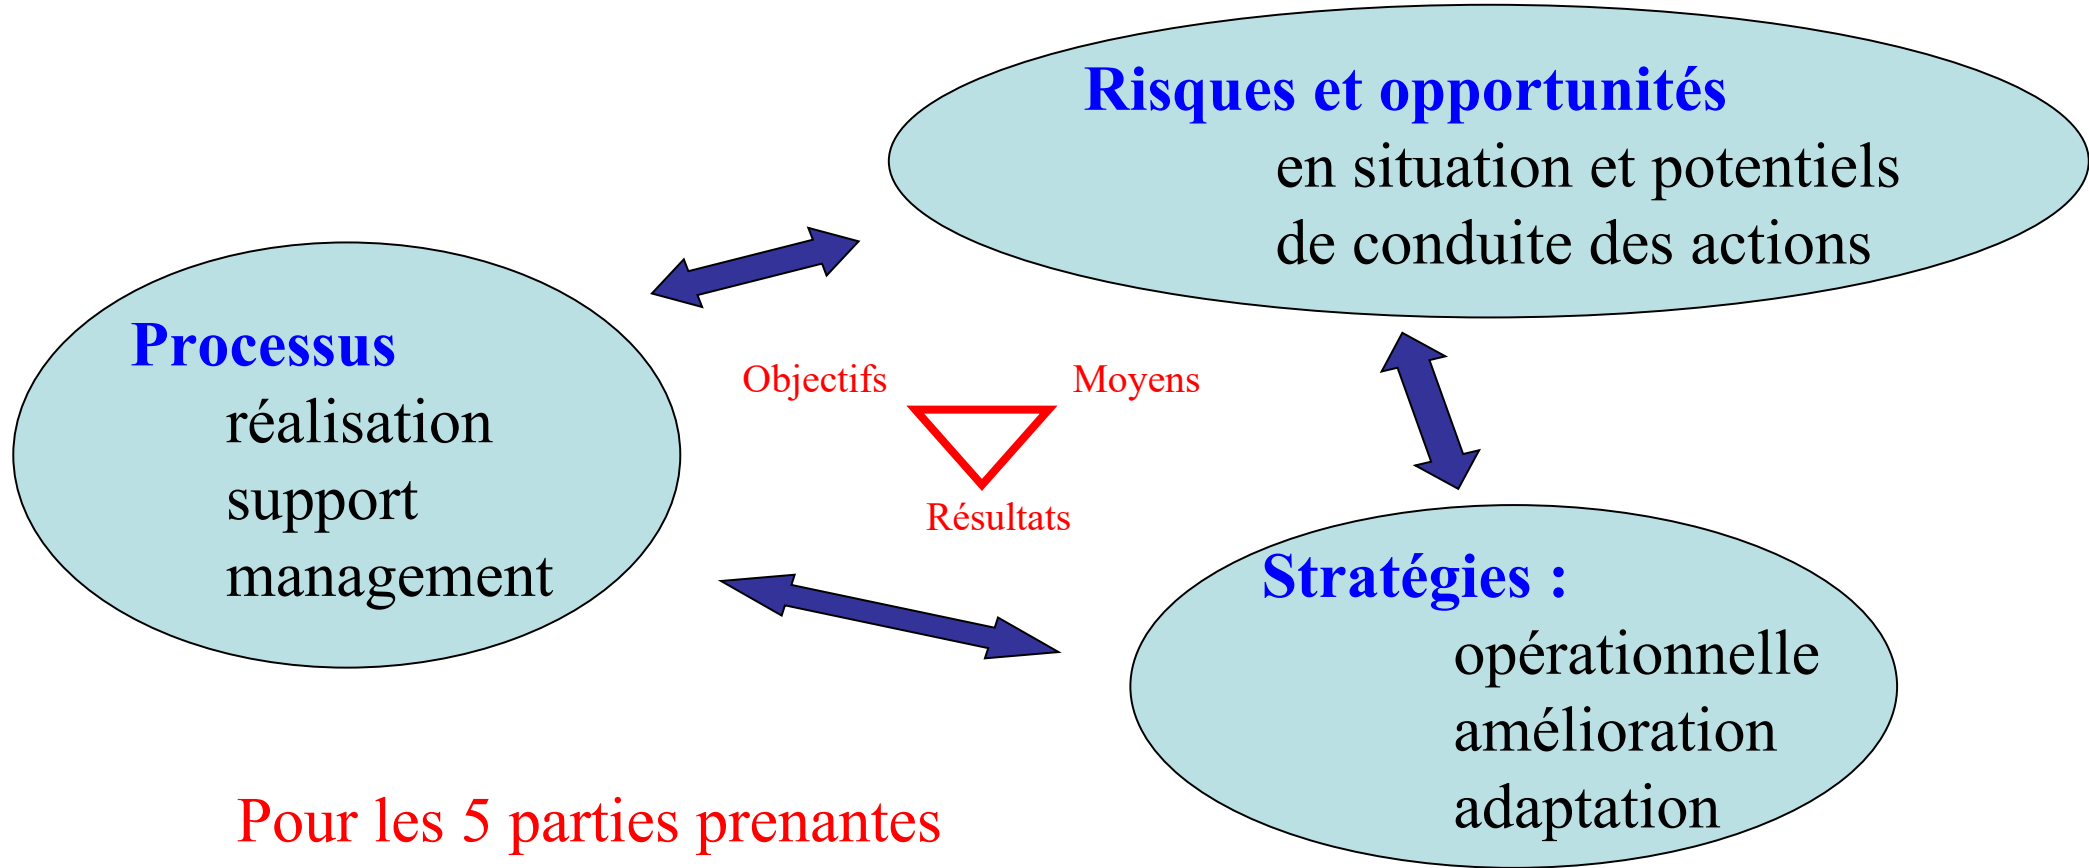 Risques et opportunités
en situation et potentiels
de conduite des actions
Processus
réalisation
support
management
Objectifs
Moyens
Résultats
Stratégies :
opérationnelle
amélioration
adaptation
Pour les 5 parties prenantes